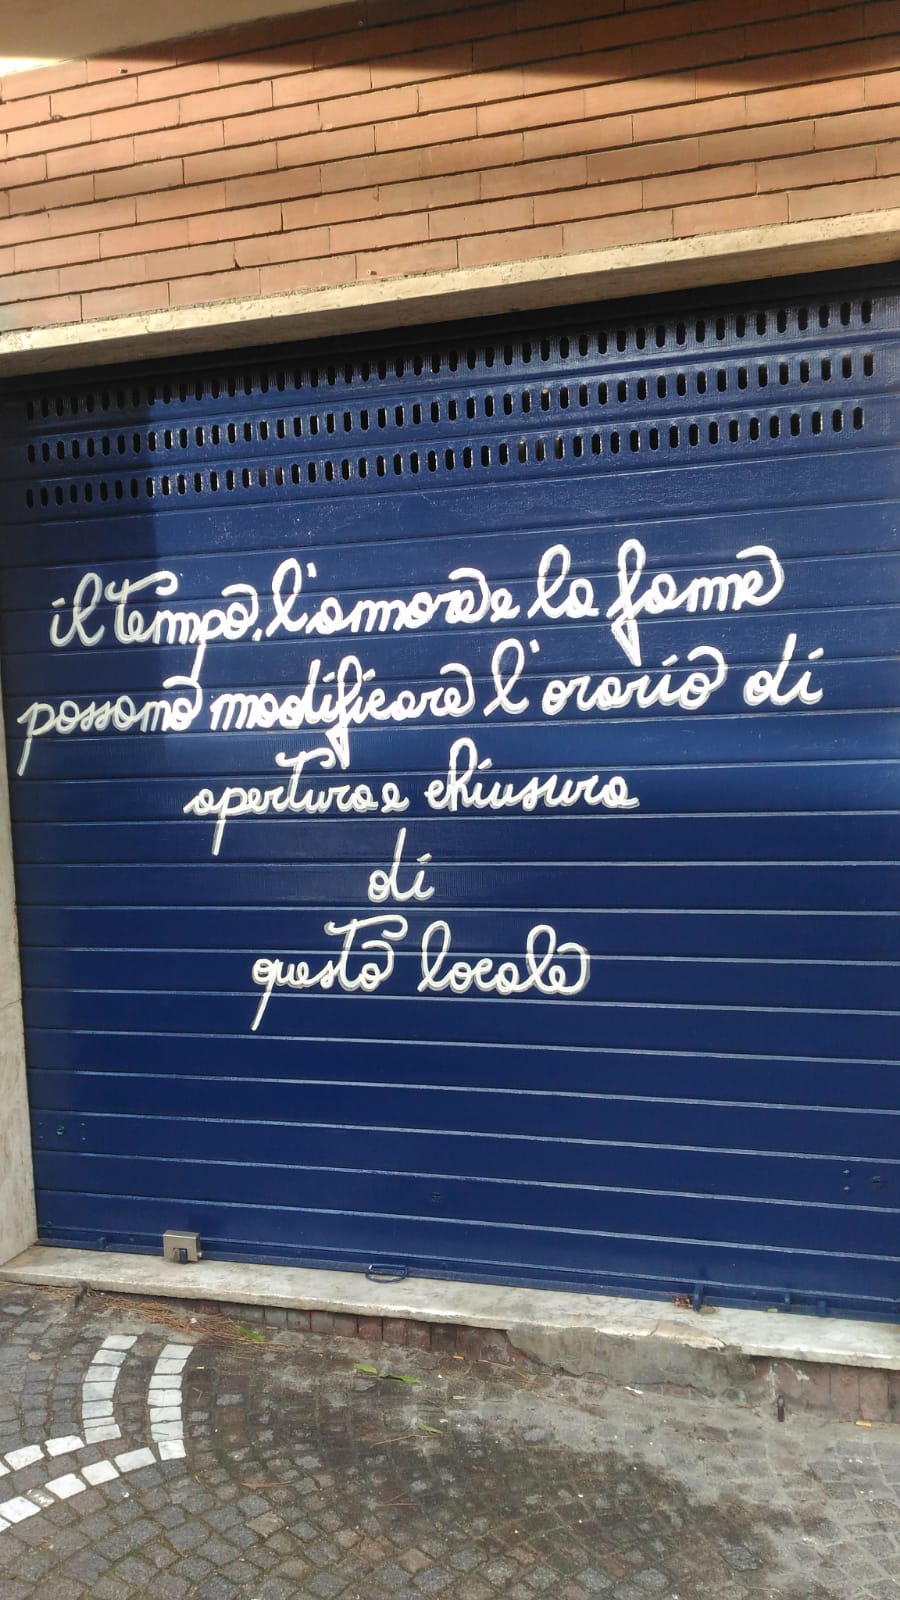 il tempo, l'amore e la fame
possono modificare l'orario di
apertura e chiusura
di
questo locale